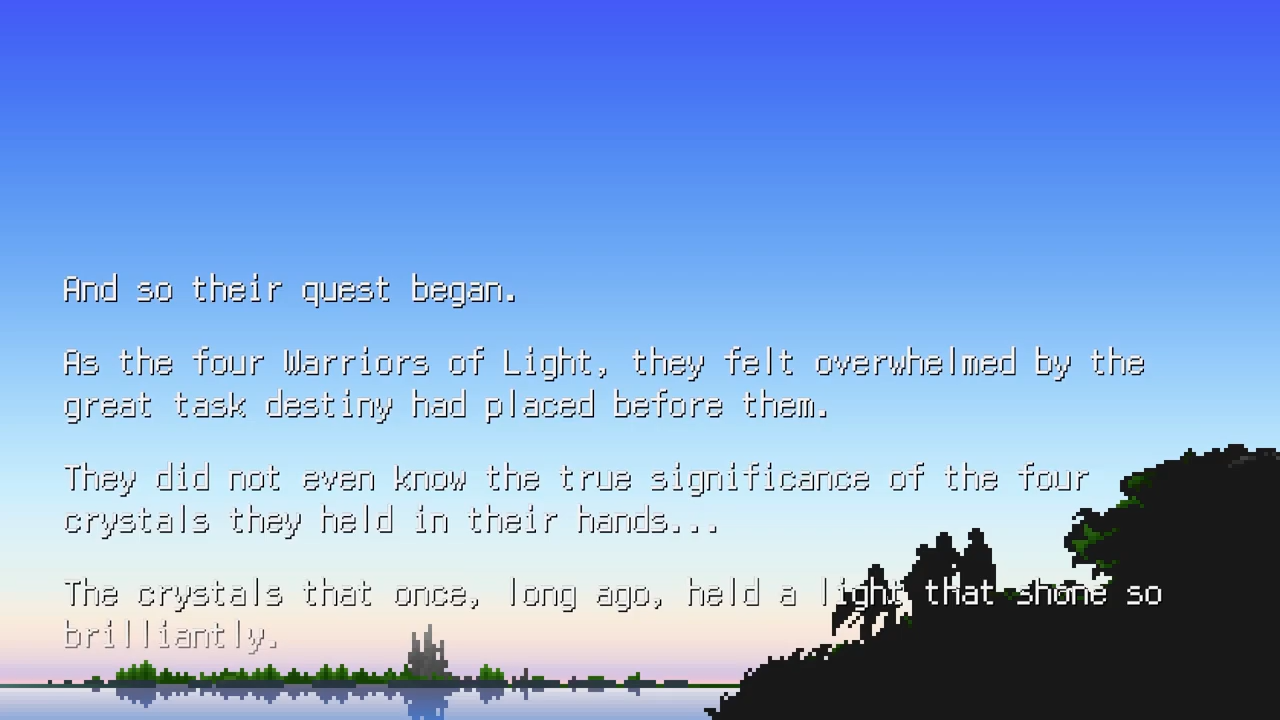 And so their quest began.
As the four Warriors of Light, they felt overwhelmed by the
great task destiny had placed before them.
They did not even know the true significance of the four
crystals they held in their hands...
The crystals that once, long ago, held a light that shone so
brilliantly.